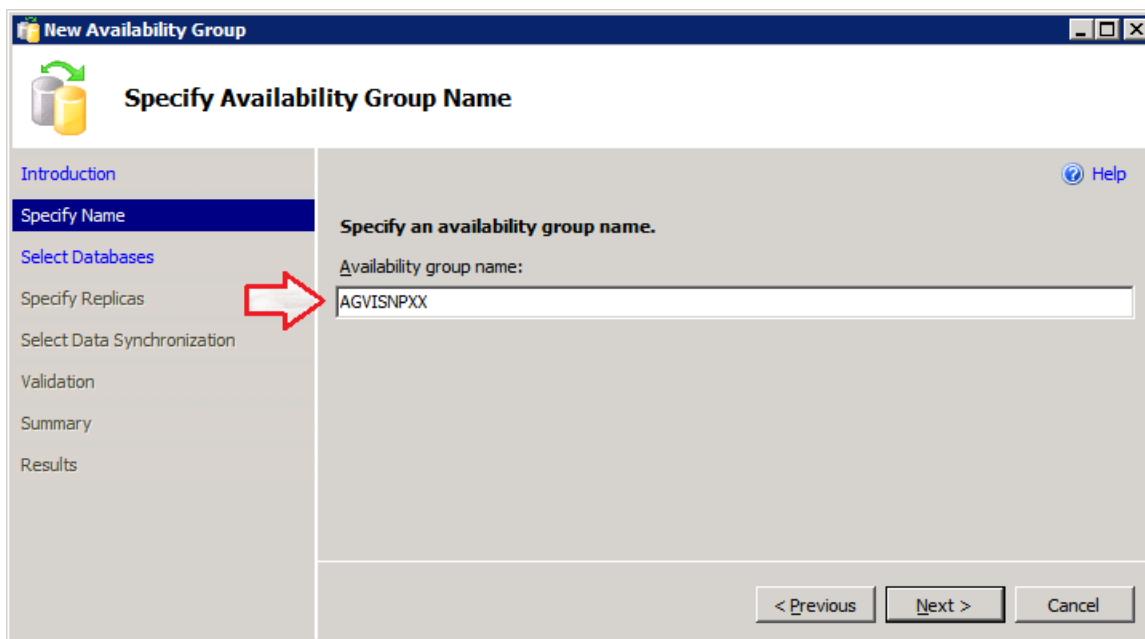 New Availability Group
Specify Availability Group Name
Introduction
Specify Name
Select Databases
Specify Replicas
Select Data Synchronization
Validation
Summary
Results
Help
Specify an availability group name.
Availability group name:
AGVISNPXX
< Previous
Next >
Cancel